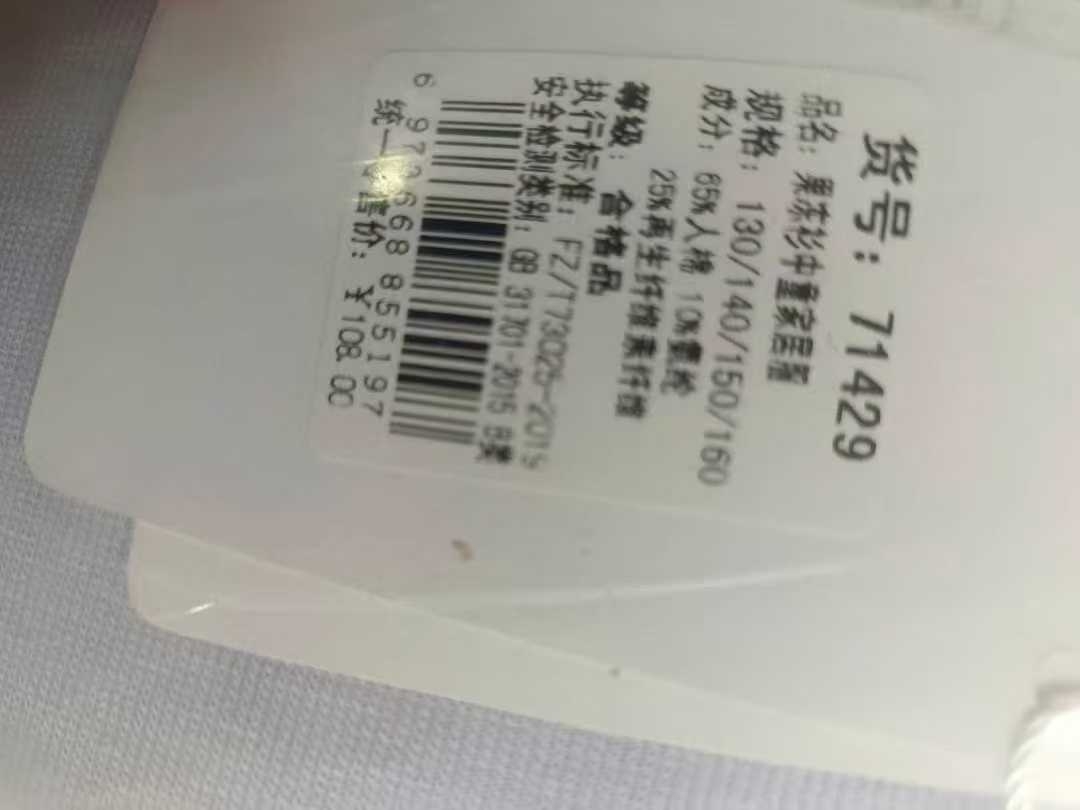 货号: 71429
品名: 果冻衫中童家居服
规格: 130/140/150/160
成分: 65%人棉 10%氨纶
25%再生纤维素纤维
等级: 合格品
执行标准: FZ/T73025-2019
安全检测类别: GB 31701-2015 B类
6 973668 855197
统一零售价: ¥108.00